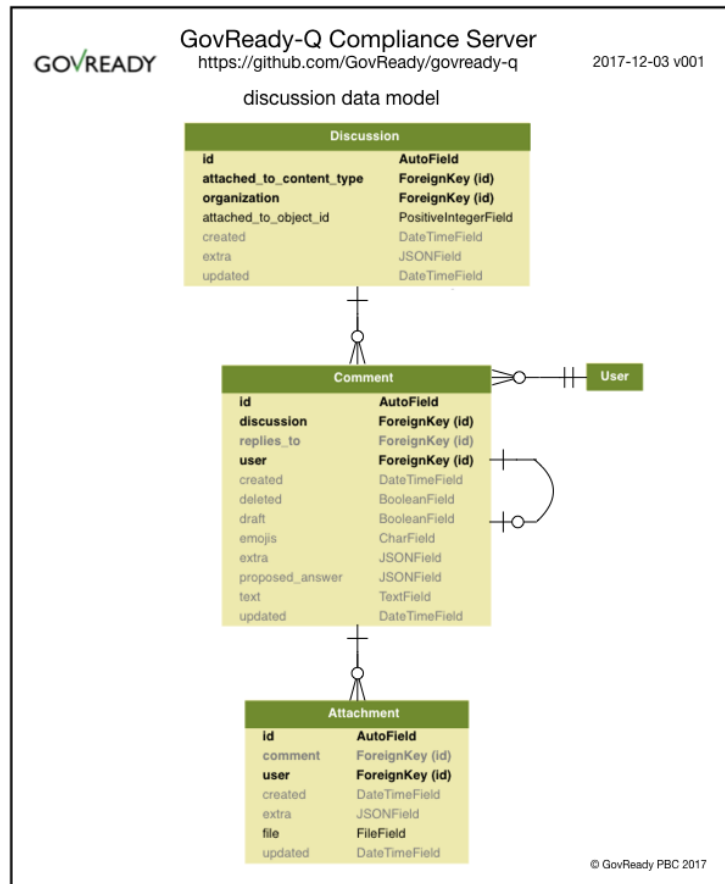 GovReady-Q Compliance Server
GOVREADY
https://github.com/GovReady/govready-q
2017-12-03 v001
discussion data model
Discussion
id AutoField
attached_to_content_type ForeignKey (id)
organization ForeignKey (id)
attached_to_object_id PositiveIntegerField
created DateTimeField
extra JSONField
updated DateTimeField
Comment
User
id AutoField
discussion ForeignKey (id)
replies_to ForeignKey (id)
user ForeignKey (id)
created DateTimeField
deleted BooleanField
draft BooleanField
emojis CharField
extra JSONField
proposed_answer JSONField
text TextField
updated DateTimeField
Attachment
id AutoField
comment ForeignKey (id)
user ForeignKey (id)
created DateTimeField
extra JSONField
file FileField
updated DateTimeField
© GovReady PBC 2017